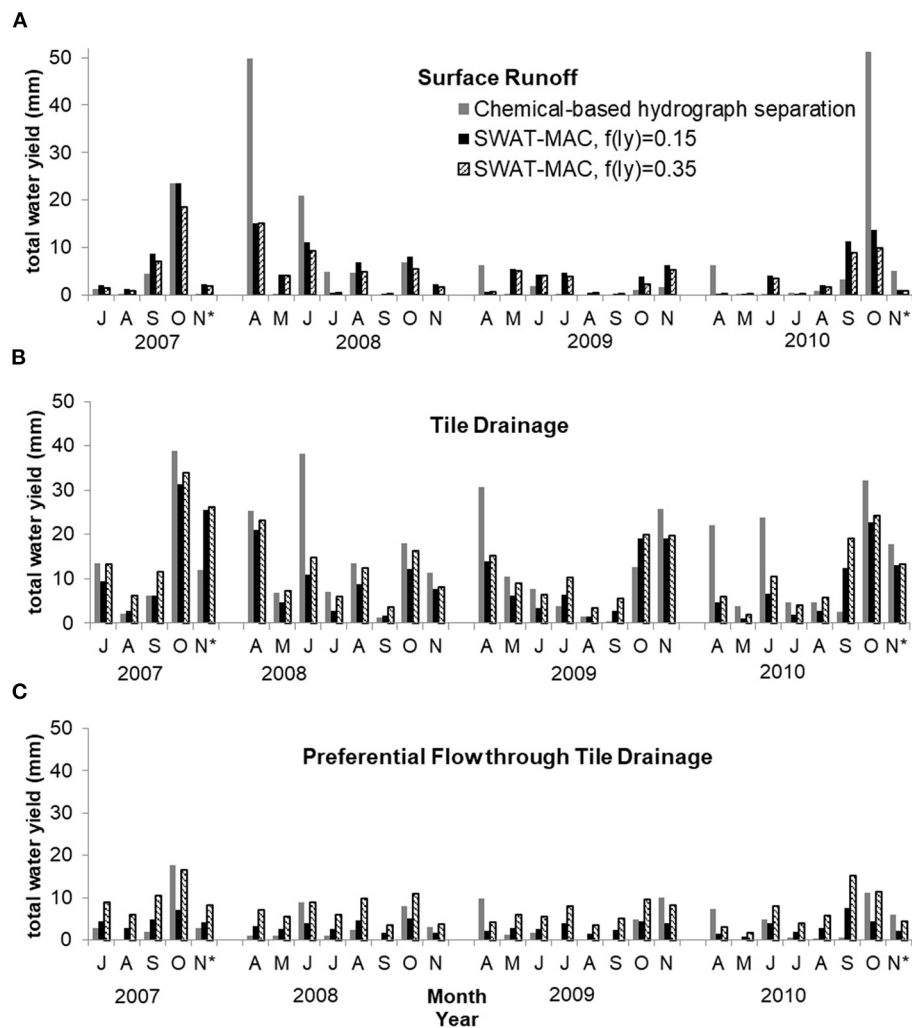 A
total water yield (mm)
50
40
30
20
10
0
Surface Runoff
Chemical-based hydrograph separation
SWAT-MAC, f(ly)=0.15
SWAT-MAC, f(ly)=0.35
J A S O N* A M J J A S O N A M J J A S O N A M J J A S O N*
2007 2008 2009 2010
B
total water yield (mm)
50
40
30
20
10
0
Tile Drainage
J A S O N* A M J J A S O N A M J J A S O N A M J J A S O N*
2007 2008 2009 2010
C
total water yield (mm)
50
40
30
20
10
0
Preferential Flow through Tile Drainage
J A S O N* A M J J A S O N A M J J A S O N A M J J A S O N*
2007 2008 Month 2009 2010
Year